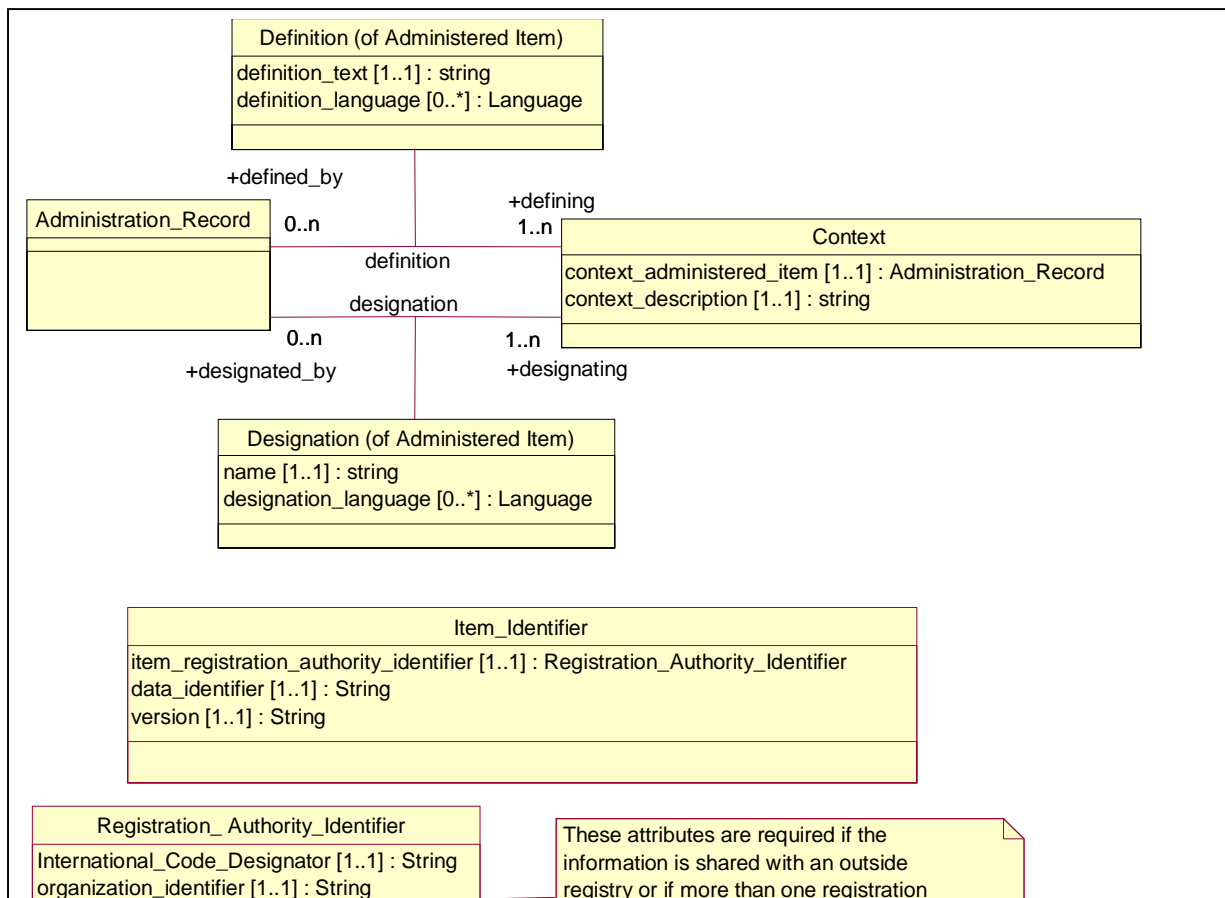 Definition (of Administered Item)
definition_text [1..1] : string
definition_language [0..*] : Language
+defined_by
+defining
Administration_Record
0..n
1..n
Context
definition
context_administered_item [1..1] : Administration_Record
context_description [1..1] : string
designation
0..n
1..n
+designated_by
+designating
Designation (of Administered Item)
name [1..1] : string
designation_language [0..*] : Language
Item_Identifier
item_registration_authority_identifier [1..1] : Registration_Authority_Identifier
data_identifier [1..1] : String
version [1..1] : String
Registration_ Authority_Identifier
International_Code_Designator [1..1] : String
organization_identifier [1..1] : String
These attributes are required if the
information is shared with an outside
registry or if more than one registration